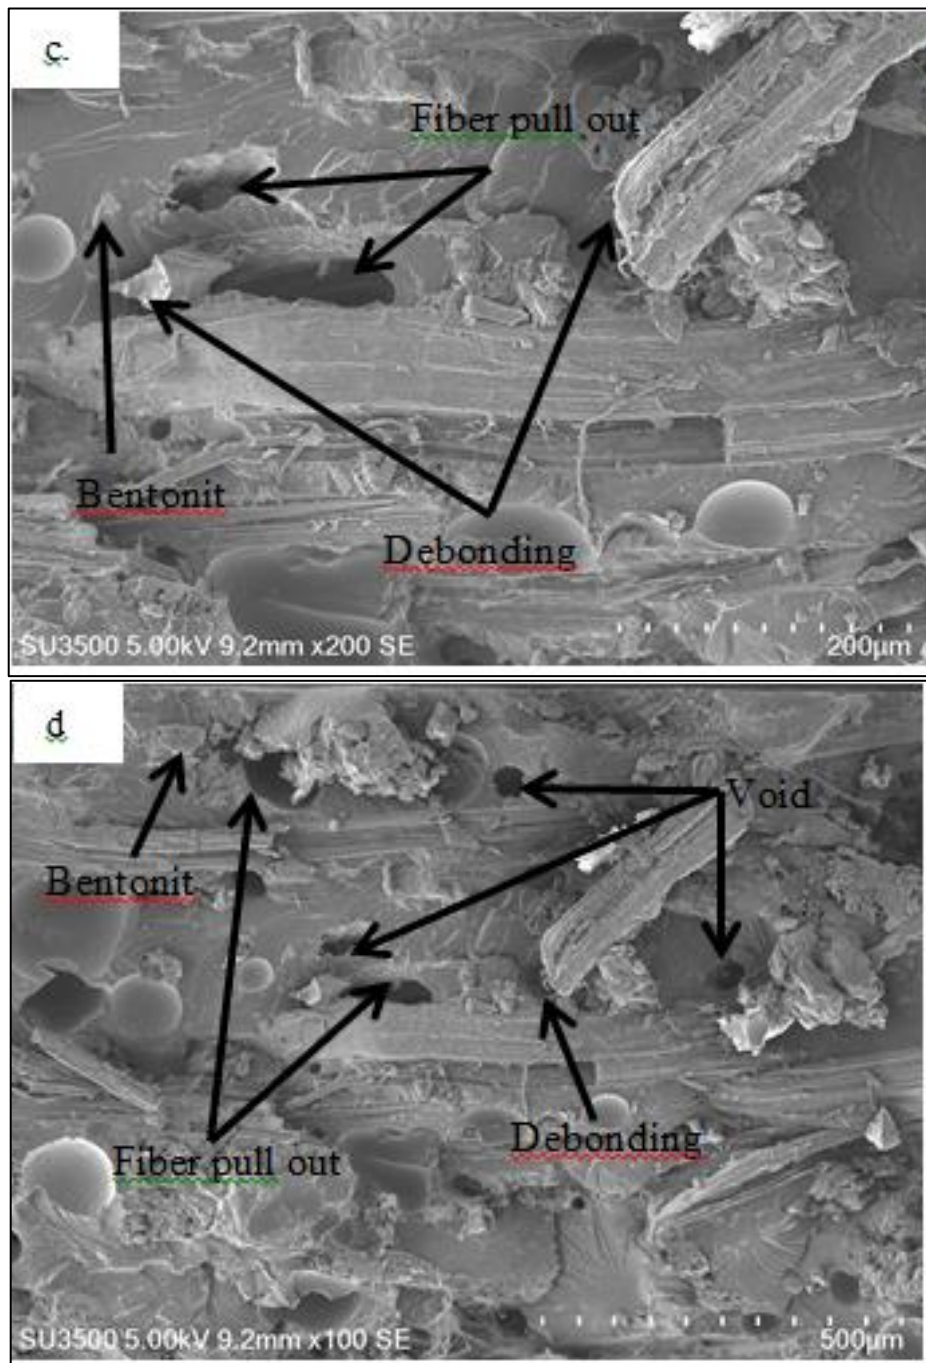 c.
Fiber pull out
Bentonit
Debonding
SU3500 5.00kV 9.2mm x200 SE
200µm
d
Void
Bentonit
Fiber pull out
Debonding
SU3500 5.00kV 9.2mm x100 SE
500µm